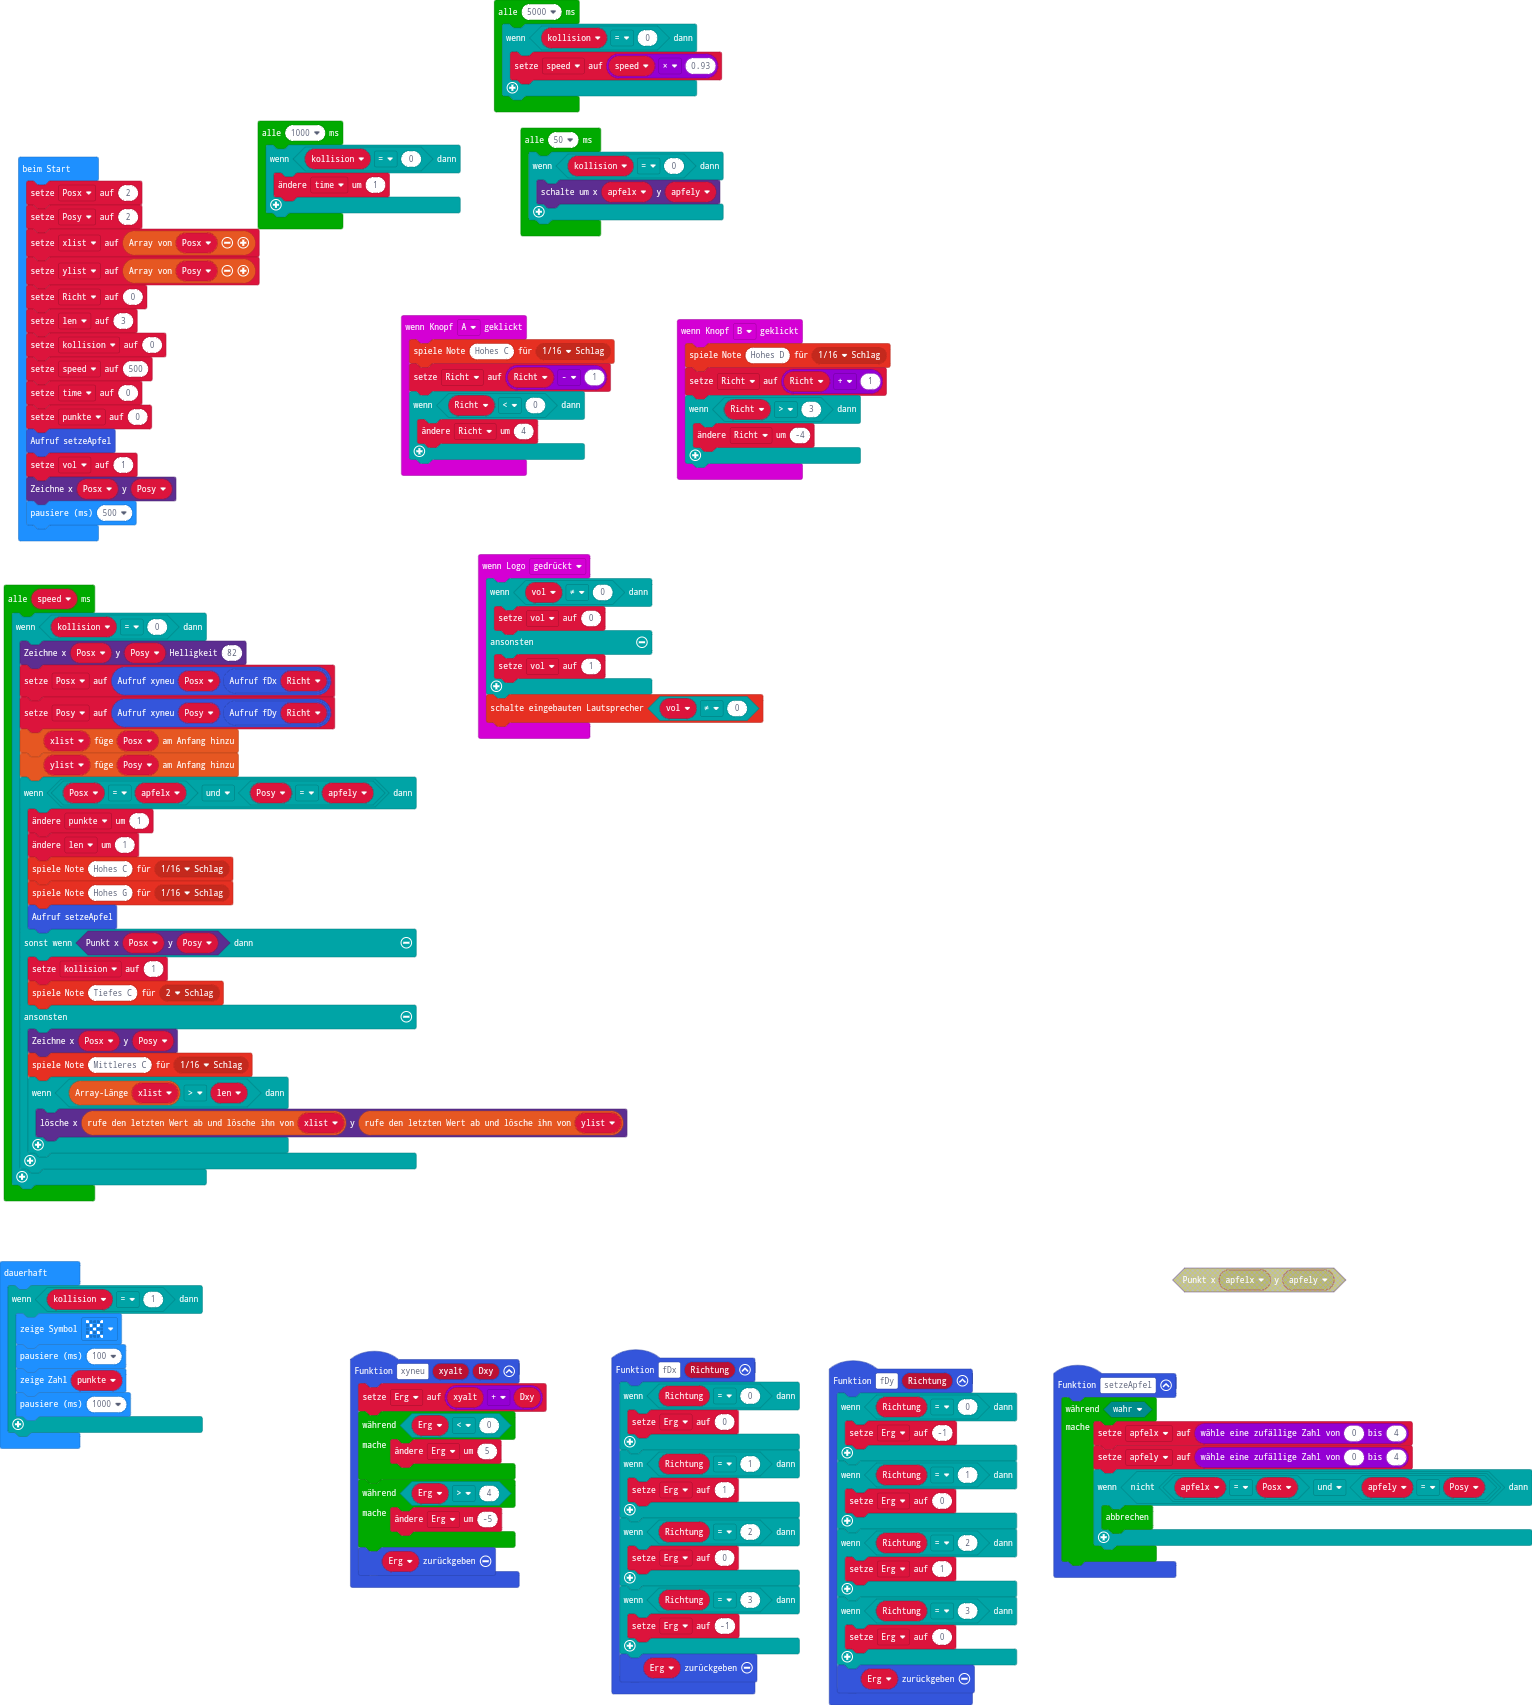 alle 5000 ms
wenn kollision = 0 dann
setze speed auf speed × 0.93
alle 1000 ms
wenn kollision = 0 dann
ändere time um 1
alle 50 ms
wenn kollision = 0 dann
schalte um x apfelx y apfely
beim Start
setze Posx auf 2
setze Posy auf 2
setze xlist auf Array von Posx
setze ylist auf Array von Posy
setze Richt auf 0
setze len auf 3
setze kollision auf 0
setze speed auf 500
setze time auf 0
setze punkte auf 0
Aufruf setzeApfel
setze vol auf 1
Zeichne x Posx y Posy
pausiere (ms) 500
wenn Knopf A geklickt
spiele Note Hohes C für 1/16 Schlag
setze Richt auf Richt - 1
wenn Richt < 0 dann
ändere Richt um 4
wenn Knopf B geklickt
spiele Note Hohes D für 1/16 Schlag
setze Richt auf Richt + 1
wenn Richt > 3 dann
ändere Richt um -4
wenn Logo gedrückt
wenn vol ≠ 0 dann
setze vol auf 0
ansonsten
setze vol auf 1
schalte eingebauten Lautsprecher vol ≠ 0
alle speed ms
wenn kollision = 0 dann
Zeichne x Posx y Posy Helligkeit 82
setze Posx auf Aufruf xyneu Posx Aufruf fDx Richt
setze Posy auf Aufruf xyneu Posy Aufruf fDy Richt
xlist füge Posx am Anfang hinzu
ylist füge Posy am Anfang hinzu
wenn Posx = apfelx und Posy = apfely dann
ändere punkte um 1
ändere len um 1
spiele Note Hohes C für 1/16 Schlag
spiele Note Hohes G für 1/16 Schlag
Aufruf setzeApfel
sonst wenn Punkt x Posx y Posy dann
setze kollision auf 1
spiele Note Tiefes C für 2 Schlag
ansonsten
Zeichne x Posx y Posy
spiele Note Mittleres C für 1/16 Schlag
wenn Array-Länge xlist > len dann
lösche x rufe den letzten Wert ab und lösche ihn von xlist y rufe den letzten Wert ab und lösche ihn von ylist
dauerhaft
wenn kollision = 1 dann
zeige Symbol
pausiere (ms) 100
zeige Zahl punkte
pausiere (ms) 1000
Funktion xyneu xyalt Dxy
setze Erg auf xyalt + Dxy
während Erg < 0
mache ändere Erg um 5
während Erg > 4
mache ändere Erg um -5
Erg zurückgeben
Funktion fDx Richtung
wenn Richtung = 0 dann
setze Erg auf 0
wenn Richtung = 1 dann
setze Erg auf 1
wenn Richtung = 2 dann
setze Erg auf 0
wenn Richtung = 3 dann
setze Erg auf -1
Erg zurückgeben
Funktion fDy Richtung
wenn Richtung = 0 dann
setze Erg auf -1
wenn Richtung = 1 dann
setze Erg auf 0
wenn Richtung = 2 dann
setze Erg auf 1
wenn Richtung = 3 dann
setze Erg auf 0
Erg zurückgeben
Punkt x apfelx y apfely
Funktion setzeApfel
während wahr
mache setze apfelx auf wähle eine zufällige Zahl von 0 bis 4
setze apfely auf wähle eine zufällige Zahl von 0 bis 4
wenn nicht apfelx = Posx und apfely = Posy dann
abbrechen